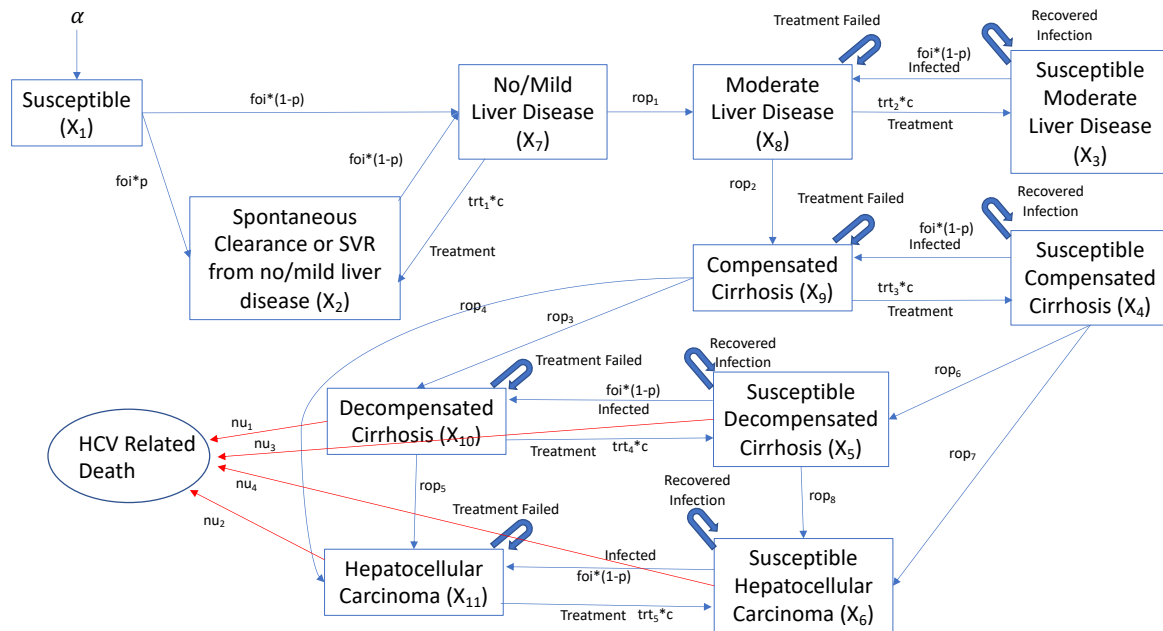 α
Treatment Failed
Recovered
Infection
Susceptible
(X1)
foi*(1-p)
No/Mild
Liver Disease
(X7)
rop1
Moderate
Liver Disease
(X8)
foi*(1-p)
Infected
trt2*c
Treatment
Susceptible
Moderate
Liver Disease
(X3)
foi*p
foi*(1-p)
trt1*c
Treatment
Spontaneous
Clearance or SVR
from no/mild liver
disease (X2)
rop2
Treatment Failed
Recovered
Infection
foi*(1-p)
Infected
Compensated
Cirrhosis (X9)
trt3*c
Treatment
Susceptible
Compensated
Cirrhosis (X4)
rop4
rop3
rop6
rop7
Treatment Failed
Recovered
Infection
Decompensated
Cirrhosis (X10)
foi*(1-p)
Infected
Treatment trt4*c
Susceptible
Decompensated
Cirrhosis (X5)
HCV Related
Death
nu1
nu3
nu4
nu2
rop5
rop8
Treatment Failed
Recovered
Infection
Hepatocellular
Carcinoma (X11)
Infected
foi*(1-p)
Treatment trt5*c
Susceptible
Hepatocellular
Carcinoma (X6)